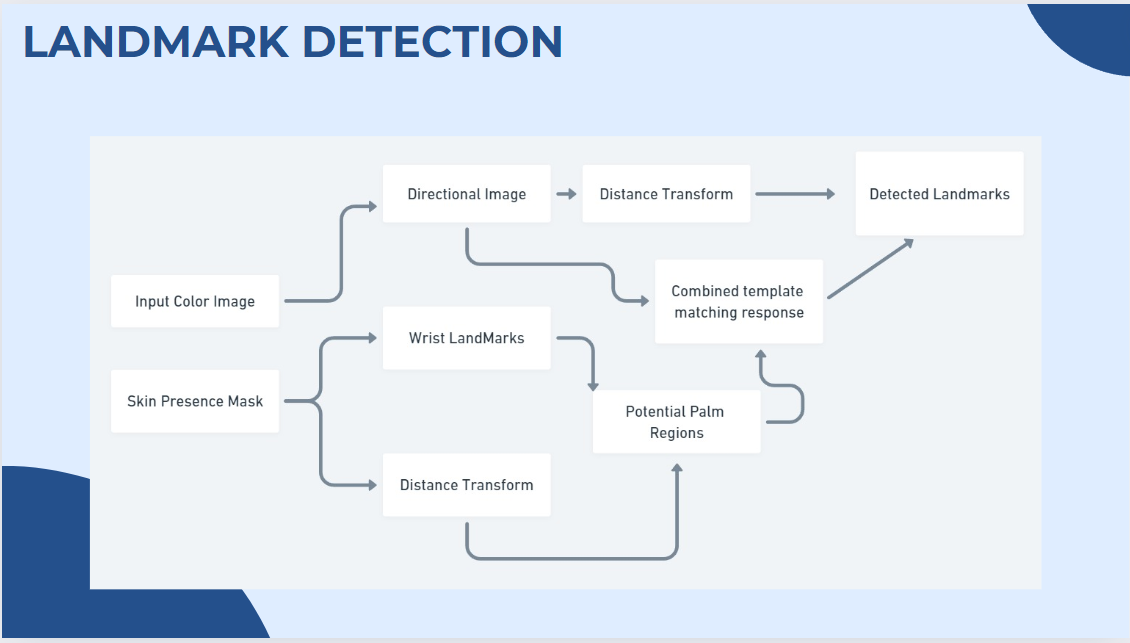 LANDMARK DETECTION
Directional Image
Distance Transform
Detected Landmarks
Input Color Image
Combined template
matching response
Wrist LandMarks
Skin Presence Mask
Potential Palm
Regions
Distance Transform